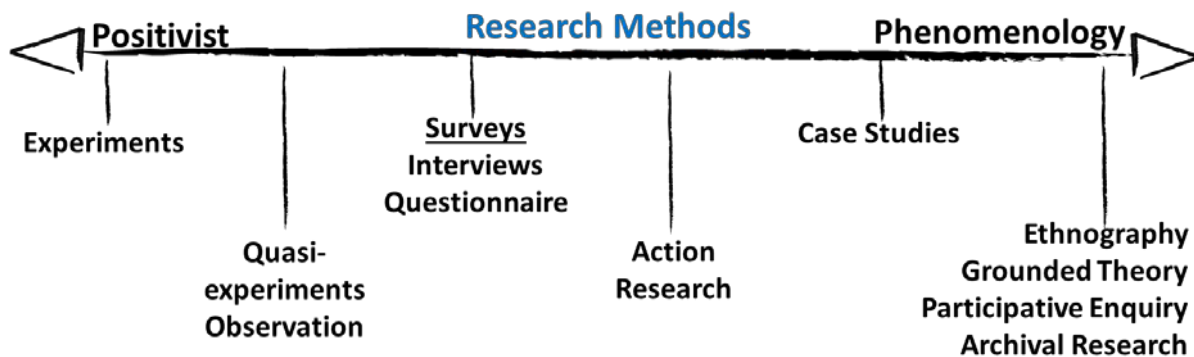 Research Methods
Positivist
Phenomenology
Experiments
Quasi-
experiments
Observation
Surveys
Interviews
Questionnaire
Action
Research
Case Studies
Ethnography
Grounded Theory
Participative Enquiry
Archival Research